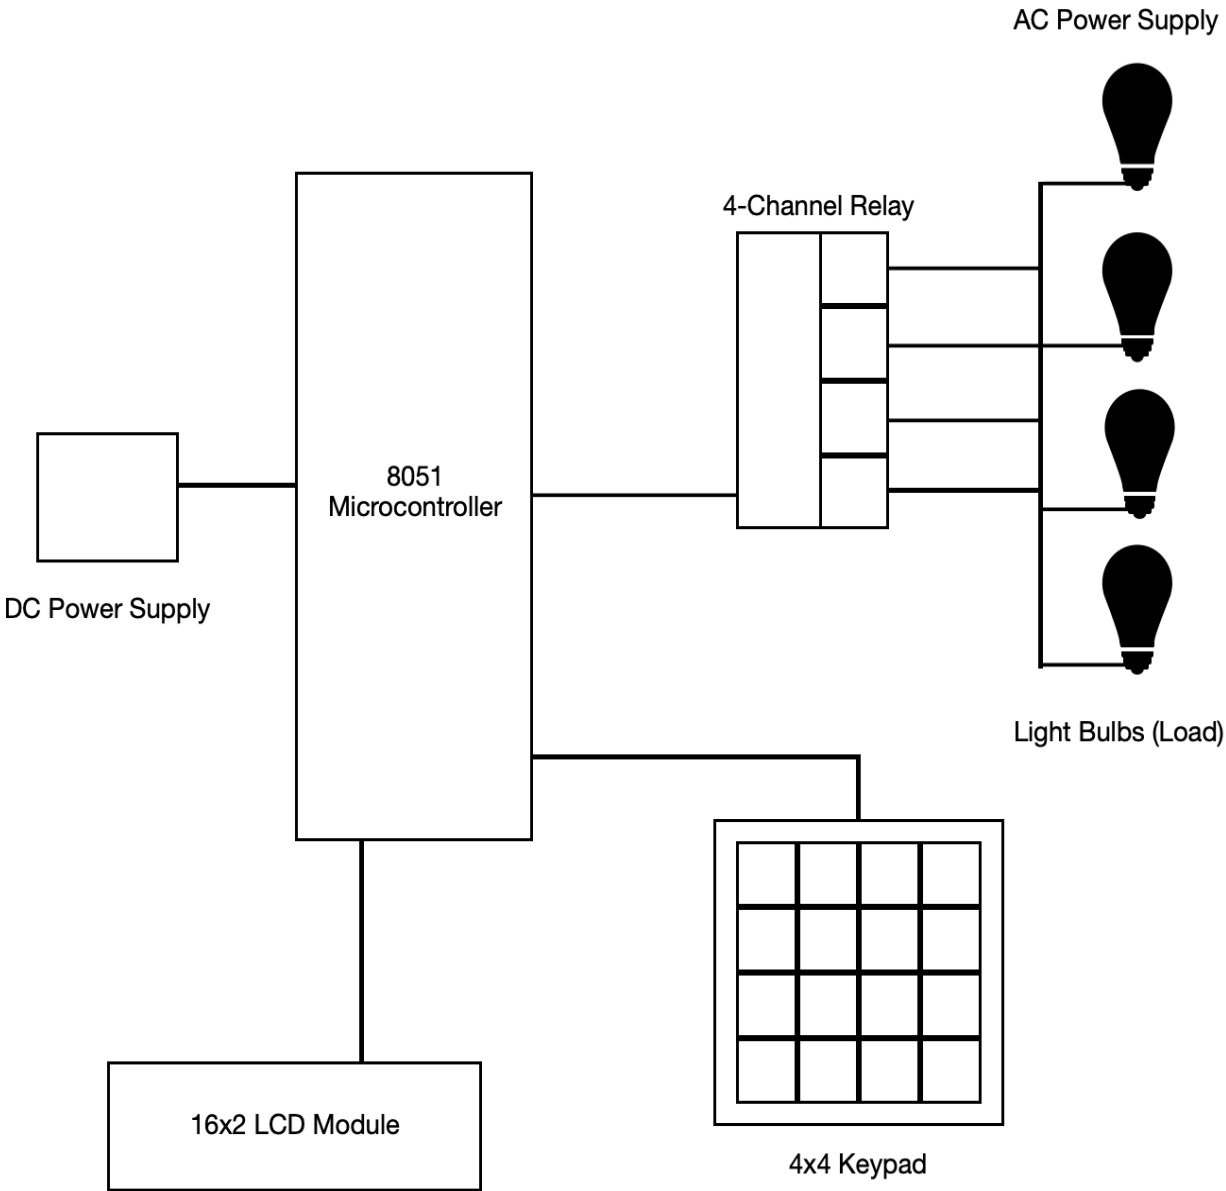 AC Power Supply
4-Channel Relay
8051
Microcontroller
DC Power Supply
Light Bulbs (Load)
16x2 LCD Module
4x4 Keypad